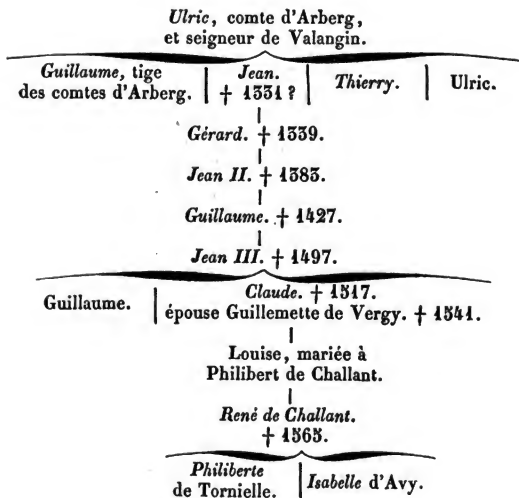 Ulric, comte d'Arberg,
et seigneur de Valangin.
Guillaume, tige
des comtes d'Arberg.
Jean.
† 1331 ?
Thierry.
Ulric.
Gérard. † 1339.
Jean II. † 1383.
Guillaume. † 1427.
Jean III. † 1497.
Guillaume.
Claude. † 1517.
épouse Guillemette de Vergy. † 1541.
Louise, mariée à
Philibert de Challant.
René de Challant.
† 1565.
Philiberte
de Tornielle.
Isabelle d'Avy.